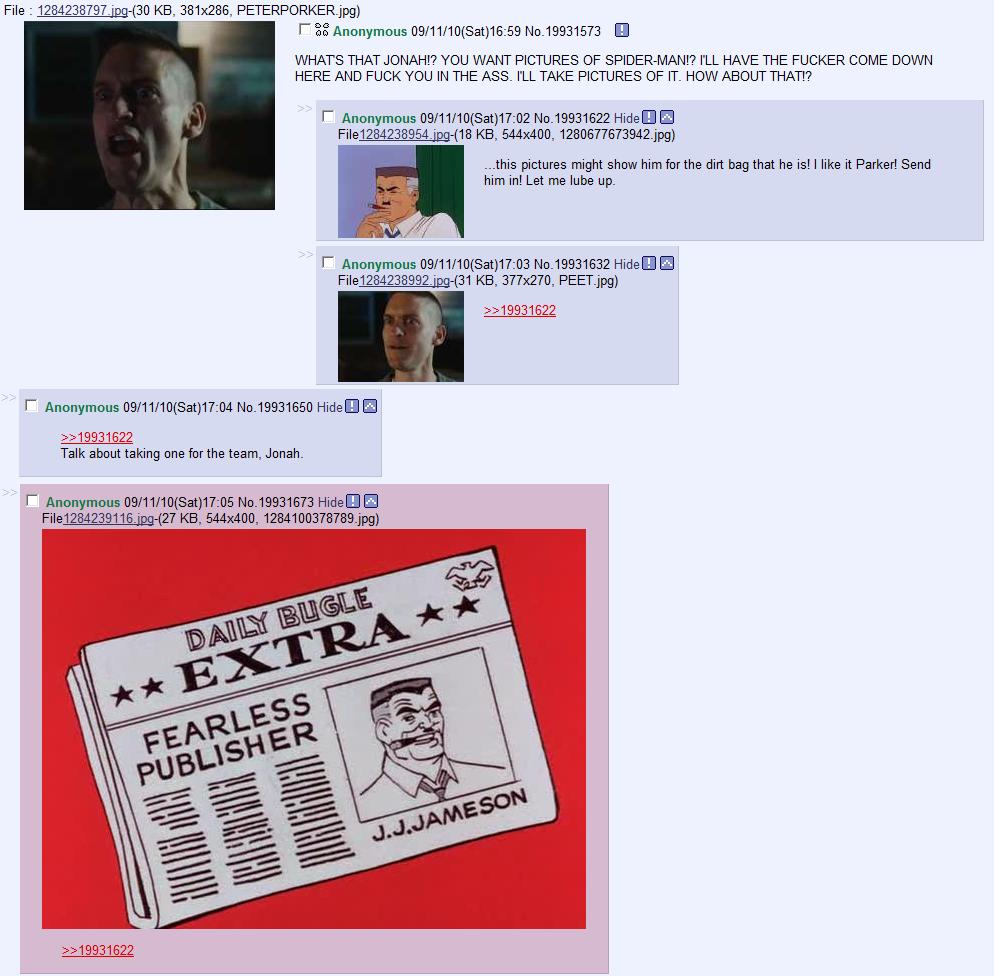 File : 1284238797.jpg-(30 KB, 381x286, PETERPORKER.jpg)
Anonymous 09/11/10(Sat)16:59 No.19931573
WHAT'S THAT JONAH!? YOU WANT PICTURES OF SPIDER-MAN!? I'LL HAVE THE FUCKER COME DOWN
HERE AND FUCK YOU IN THE ASS. I'LL TAKE PICTURES OF IT. HOW ABOUT THAT!?
>> Anonymous 09/11/10(Sat)17:02 No.19931622 Hide
File1284238954.jpg-(18 KB, 544x400, 1280677673942.jpg)
...this pictures might show him for the dirt bag that he is! I like it Parker! Send
him in! Let me lube up.
>> Anonymous 09/11/10(Sat)17:03 No.19931632 Hide
File1284238992.jpg-(31 KB, 377x270, PEET.jpg)
>>19931622
>> Anonymous 09/11/10(Sat)17:04 No.19931650 Hide
>>19931622
Talk about taking one for the team, Jonah.
>> Anonymous 09/11/10(Sat)17:05 No.19931673 Hide
File1284239116.jpg-(27 KB, 544x400, 1284100378789.jpg)
DAILY BUGLE
EXTRA
FEARLESS
PUBLISHER
J.J.JAMESON
>>19931622